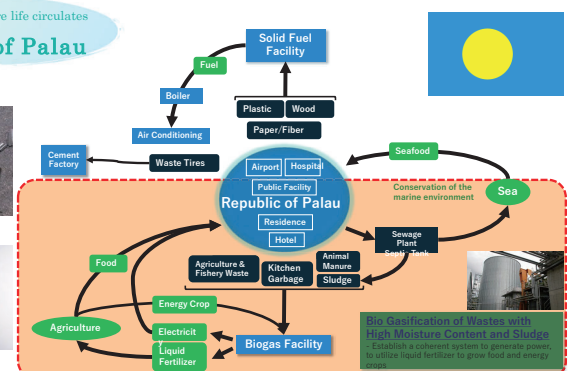 re life circulates
of Palau
Solid Fuel
Facility
Fuel
Boiler
Air Conditioning
Plastic
Wood
Paper/Fiber
Cement
Factory
Waste Tires
Airport
Hospital
Public Facility
Republic of Palau
Residence
Hotel
Seafood
Conservation of the
marine environment
Sea
Sewage
Plant
Septic Tank
Food
Agriculture &
Fishery Waste
Kitchen
Garbage
Animal
Manure
Sludge
Energy Crop
Agriculture
Electricit
y
Liquid
Fertilizer
Biogas Facility
Bio Gasification of Wastes with
High Moisture Content and Sludge
- Establish a coherent system to generate power,
to utilize liquid fertilizer to grow food and energy
crops